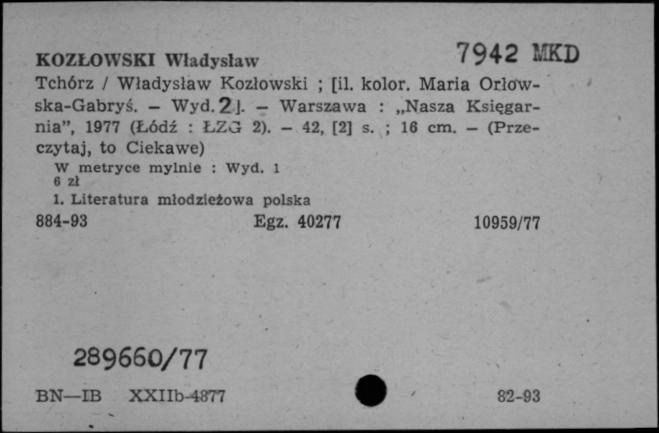 KOZŁOWSKI Władysław 7942 MKD
Tchórz / Władysław Kozłowski ; [il. kolor. Maria Orłow-
ska-Gabryś. — Wyd. 2]. — Warszawa : „Nasza Księgar-
nia”, 1977 (Łódź : ŁZG 2). — 42, [2] s. ; 16 cm. — (Prze-
czytaj, to Ciekawe)
W metryce mylnie : Wyd. 1
6 zł
1. Literatura młodzieżowa polska
884-93 Egz. 40277 10959/77
289660/77
BN—IB XXIIb-4877 82-93